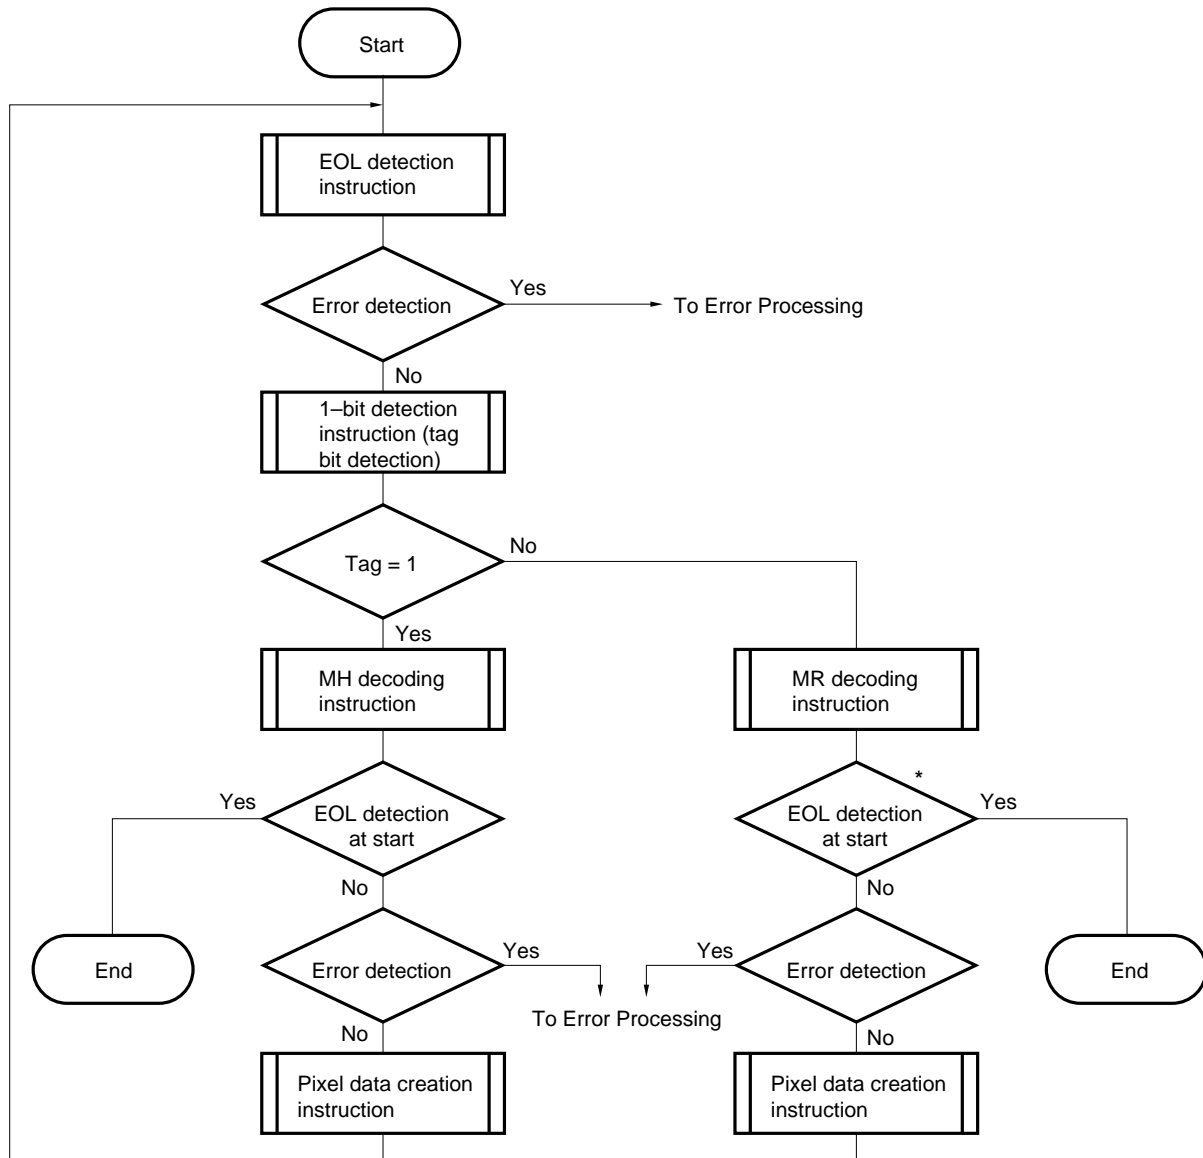 Start
EOL detection
instruction
Error detection
Yes
To Error Processing
No
1–bit detection
instruction (tag
bit detection)
Tag = 1
No
Yes
MH decoding
instruction
MR decoding
instruction
*
Yes
EOL detection
at start
EOL detection
at start
Yes
No
No
End
Error detection
Yes
Yes
Error detection
End
To Error Processing
No
No
Pixel data creation
instruction
Pixel data creation
instruction